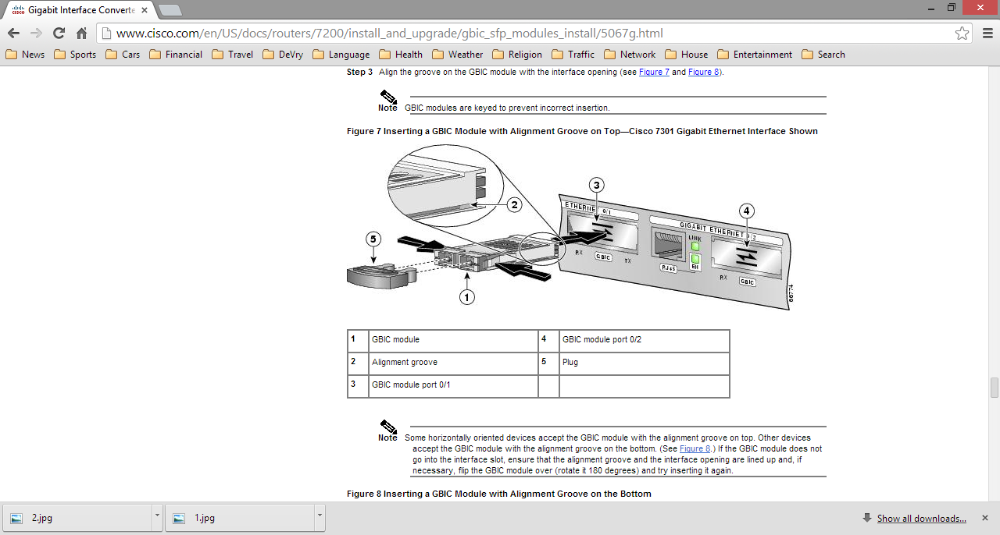 Gigabit Interface Converte
www.cisco.com/en/US/docs/routers/7200/install_and_upgrade/gbic_sfp_modules_install/5067g.html
News Sports Cars Financial Travel DeVry Language Health Weather Religion Traffic Network House Entertainment Search
Step 3 Align the groove on the GBIC module with the interface opening (see Figure 7 and Figure 8).
Note GBIC modules are keyed to prevent incorrect insertion.
Figure 7 Inserting a GBIC Module with Alignment Groove on Top—Cisco 7301 Gigabit Ethernet Interface Shown
3
2
ETHERNET 0/1
4
GIGABIT ETHERNET 0/2
5
LINK
RX GBIC TX
RJ45
EN
RX GBIC
1
66774
1 GBIC module 4 GBIC module port 0/2
2 Alignment groove 5 Plug
3 GBIC module port 0/1
Note Some horizontally oriented devices accept the GBIC module with the alignment groove on top. Other devices
accept the GBIC module with the alignment groove on the bottom. (See Figure 8.) If the GBIC module does not
go into the interface slot, ensure that the alignment groove and the interface opening are lined up and, if
necessary, flip the GBIC module over (rotate it 180 degrees) and try inserting it again.
Figure 8 Inserting a GBIC Module with Alignment Groove on the Bottom
2.jpg 1.jpg Show all downloads...